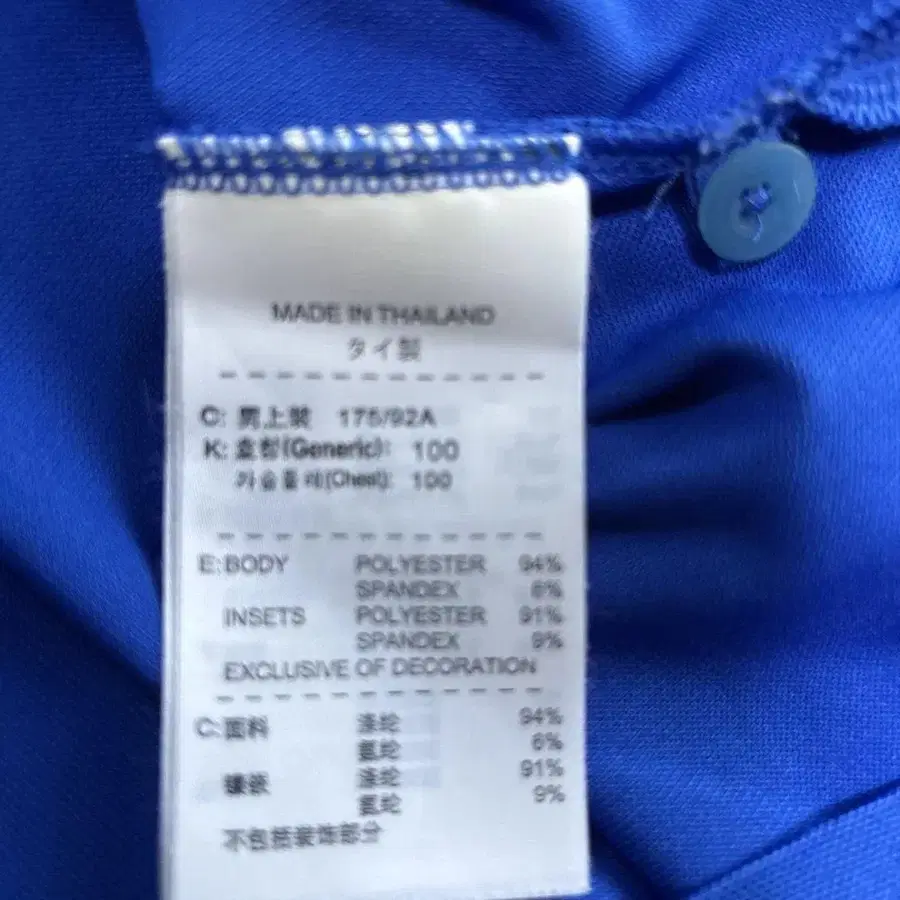 MADE IN THAILAND
タイ製
C: 男上装 175/92A
K: 호칭(Generic): 100
가슴둘레(Chest): 100
E: BODY POLYESTER 94%
SPANDEX 6%
INSETS POLYESTER 91%
SPANDEX 9%
EXCLUSIVE OF DECORATION
C: 面料 涤纶 94%
氨纶 6%
镶嵌 涤纶 91%
氨纶 9%
不包括装饰部分